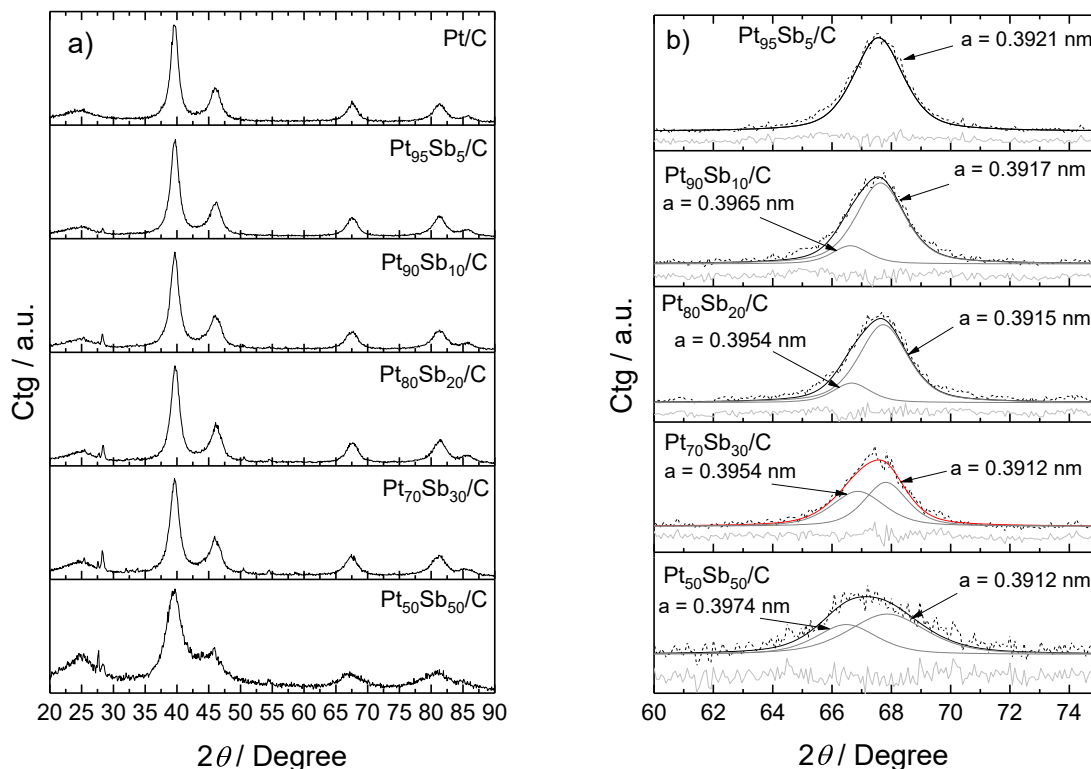 a)
Pt/C
Pt95Sb5/C
Pt90Sb10/C
Pt80Sb20/C
Pt70Sb30/C
Pt50Sb50/C
Ctg / a.u.
20 25 30 35 40 45 50 55 60 65 70 75 80 85 90
2θ / Degree
b)
Pt95Sb5/C
a = 0.3921 nm
Pt90Sb10/C
a = 0.3917 nm
a = 0.3965 nm
Pt80Sb20/C
a = 0.3915 nm
a = 0.3954 nm
Pt70Sb30/C
a = 0.3912 nm
a = 0.3954 nm
Pt50Sb50/C
a = 0.3912 nm
a = 0.3974 nm
Ctg / a.u.
60 62 64 66 68 70 72 74
2θ / Degree